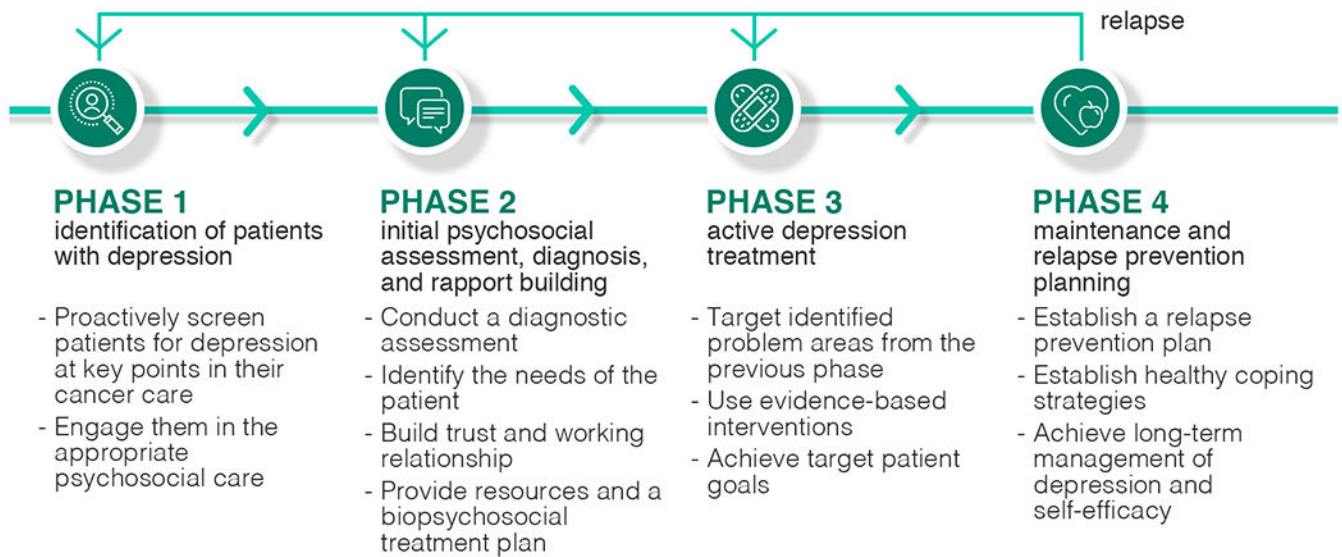 relapse
PHASE 1
identification of patients
with depression
- Proactively screen
patients for depression
at key points in their
cancer care
- Engage them in the
appropriate
psychosocial care
PHASE 2
initial psychosocial
assessment, diagnosis,
and rapport building
- Conduct a diagnostic
assessment
- Identify the needs of the
patient
- Build trust and working
relationship
- Provide resources and a
biopsychosocial
treatment plan
PHASE 3
active depression
treatment
- Target identified
problem areas from the
previous phase
- Use evidence-based
interventions
- Achieve target patient
goals
PHASE 4
maintenance and
relapse prevention
planning
- Establish a relapse
prevention plan
- Establish healthy coping
strategies
- Achieve long-term
management of
depression and
self-efficacy